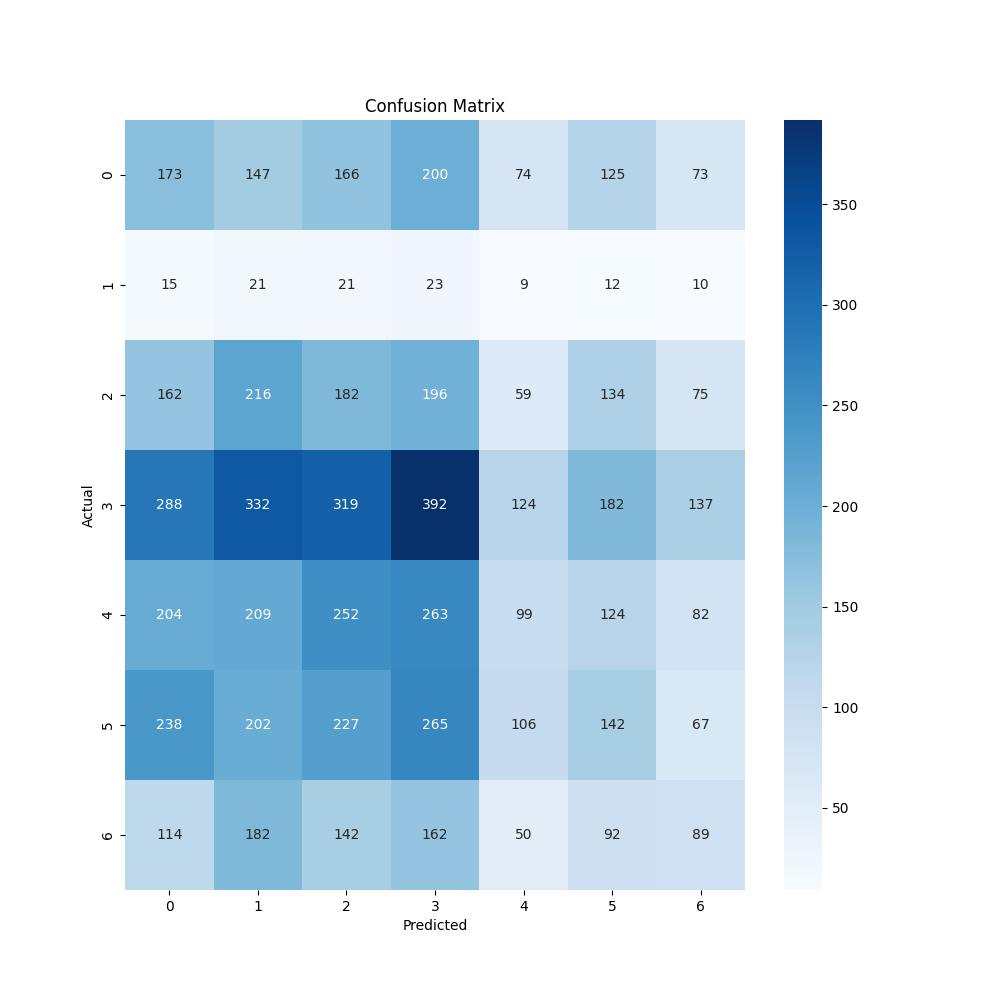 Confusion Matrix
0 173 147 166 200 74 125 73
1 15 21 21 23 9 12 10
2 162 216 182 196 59 134 75
3 288 332 319 392 124 182 137
4 204 209 252 263 99 124 82
5 238 202 227 265 106 142 67
6 114 182 142 162 50 92 89
0 1 2 3 4 5 6
Predicted
Actual
350
300
250
200
150
100
50